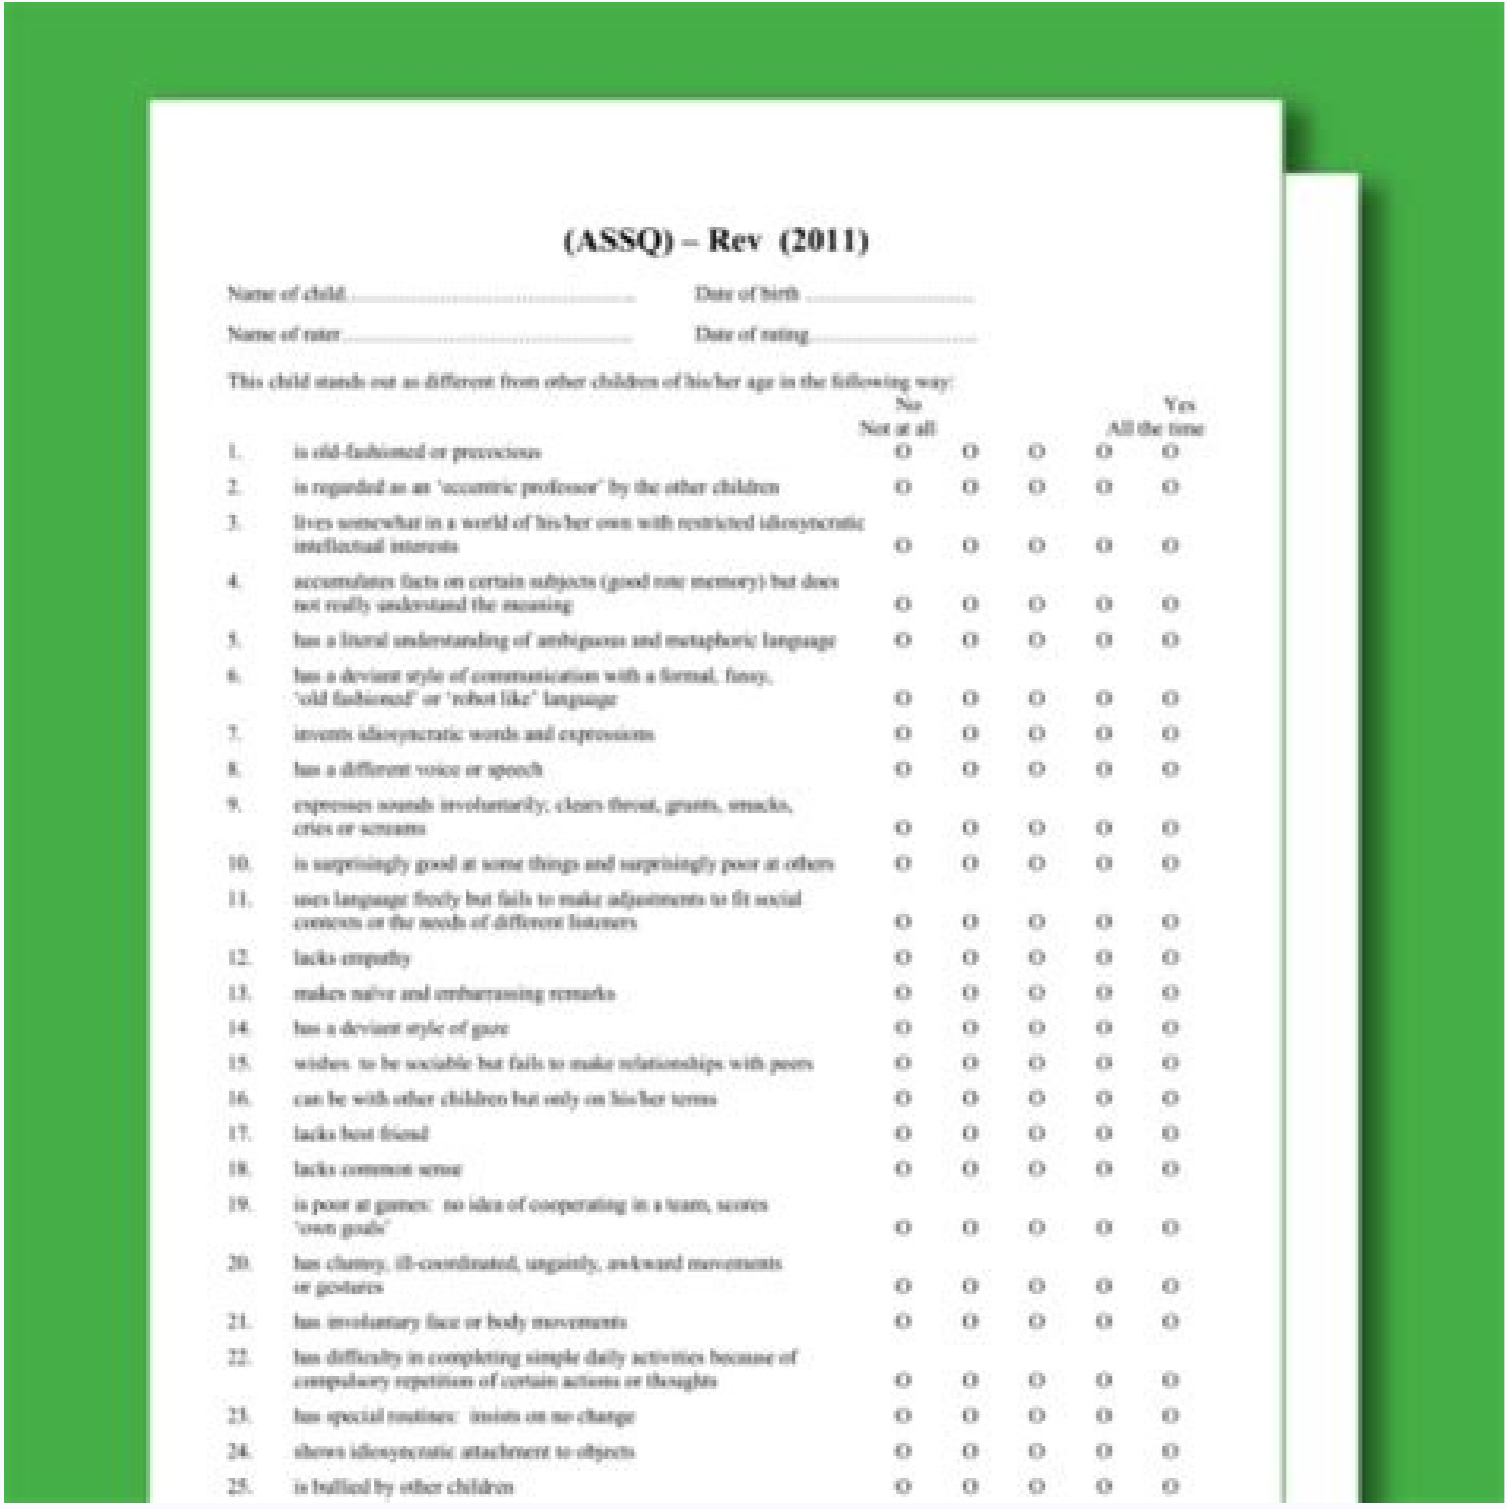 (ASSQ) – Rev (2011)
Name of child.................................................... Date of birth ..............................
Name of rater.................................................... Date of rating..............................
This child stands out as different from other children of his/her age in the following way:
No Yes
Not at all All the time
1. is old-fashioned or precocious O O O O O
2. is regarded as an ‘eccentric professor’ by the other children O O O O O
3. lives somewhat in a world of his/her own with restricted idiosyncratic
intellectual interests O O O O O
4. accumulates facts on certain subjects (good rote memory) but does
not really understand the meaning O O O O O
5. has a literal understanding of ambiguous and metaphoric language O O O O O
6. has a deviant style of communication with a formal, fussy,
‘old fashioned’ or ‘robot like’ language O O O O O
7. invents idiosyncratic words and expressions O O O O O
8. has a different voice or speech O O O O O
9. expresses sounds involuntarily; clears throat, grunts, smacks,
cries or screams O O O O O
10. is surprisingly good at some things and surprisingly poor at others O O O O O
11. uses language freely but fails to make adjustments to fit social
contexts or the needs of different listeners O O O O O
12. lacks empathy O O O O O
13. makes naïve and embarrassing remarks O O O O O
14. has a deviant style of gaze O O O O O
15. wishes to be sociable but fails to make relationships with peers O O O O O
16. can be with other children but only on his/her terms O O O O O
17. lacks best friend O O O O O
18. lacks common sense O O O O O
19. is poor at games: no idea of cooperating in a team, scores
‘own goals’ O O O O O
20. has clumsy, ill-coordinated, ungainly, awkward movements
or gestures O O O O O
21. has involuntary face or body movements O O O O O
22. has difficulty in completing simple daily activities because of
compulsory repetition of certain actions or thoughts O O O O O
23. has special routines: insists on no change O O O O O
24. shows idiosyncratic attachment to objects O O O O O
25. is bullied by other children O O O O O